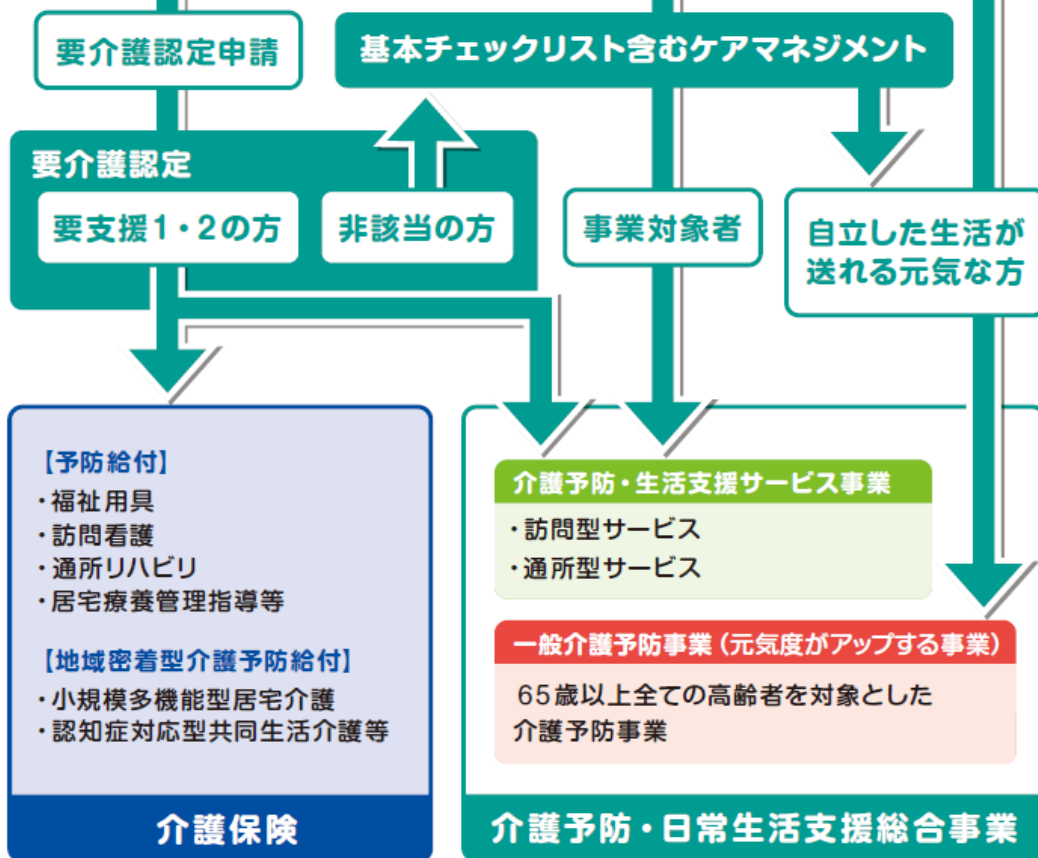 要介護認定申請
基本チェックリスト含むケアマネジメント
要介護認定
要支援1・2の方
非該当の方
事業対象者
自立した生活が
送れる元気な方
【予防給付】
・福祉用具
・訪問看護
・通所リハビリ
・居宅療養管理指導等
【地域密着型介護予防給付】
・小規模多機能型居宅介護
・認知症対応型共同生活介護等
介護保険
介護予防・生活支援サービス事業
・訪問型サービス
・通所型サービス
一般介護予防事業(元気度がアップする事業)
65歳以上全ての高齢者を対象とした
介護予防事業
介護予防・日常生活支援総合事業